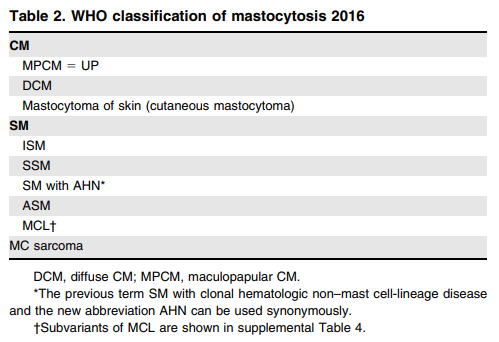 Table 2. WHO classification of mastocytosis 2016
CM
MPCM = UP
DCM
Mastocytoma of skin (cutaneous mastocytoma)
SM
ISM
SSM
SM with AHN*
ASM
MCL†
MC sarcoma
DCM, diffuse CM; MPCM, maculopapular CM.
*The previous term SM with clonal hematologic non–mast cell-lineage disease
and the new abbreviation AHN can be used synonymously.
†Subvariants of MCL are shown in supplemental Table 4.